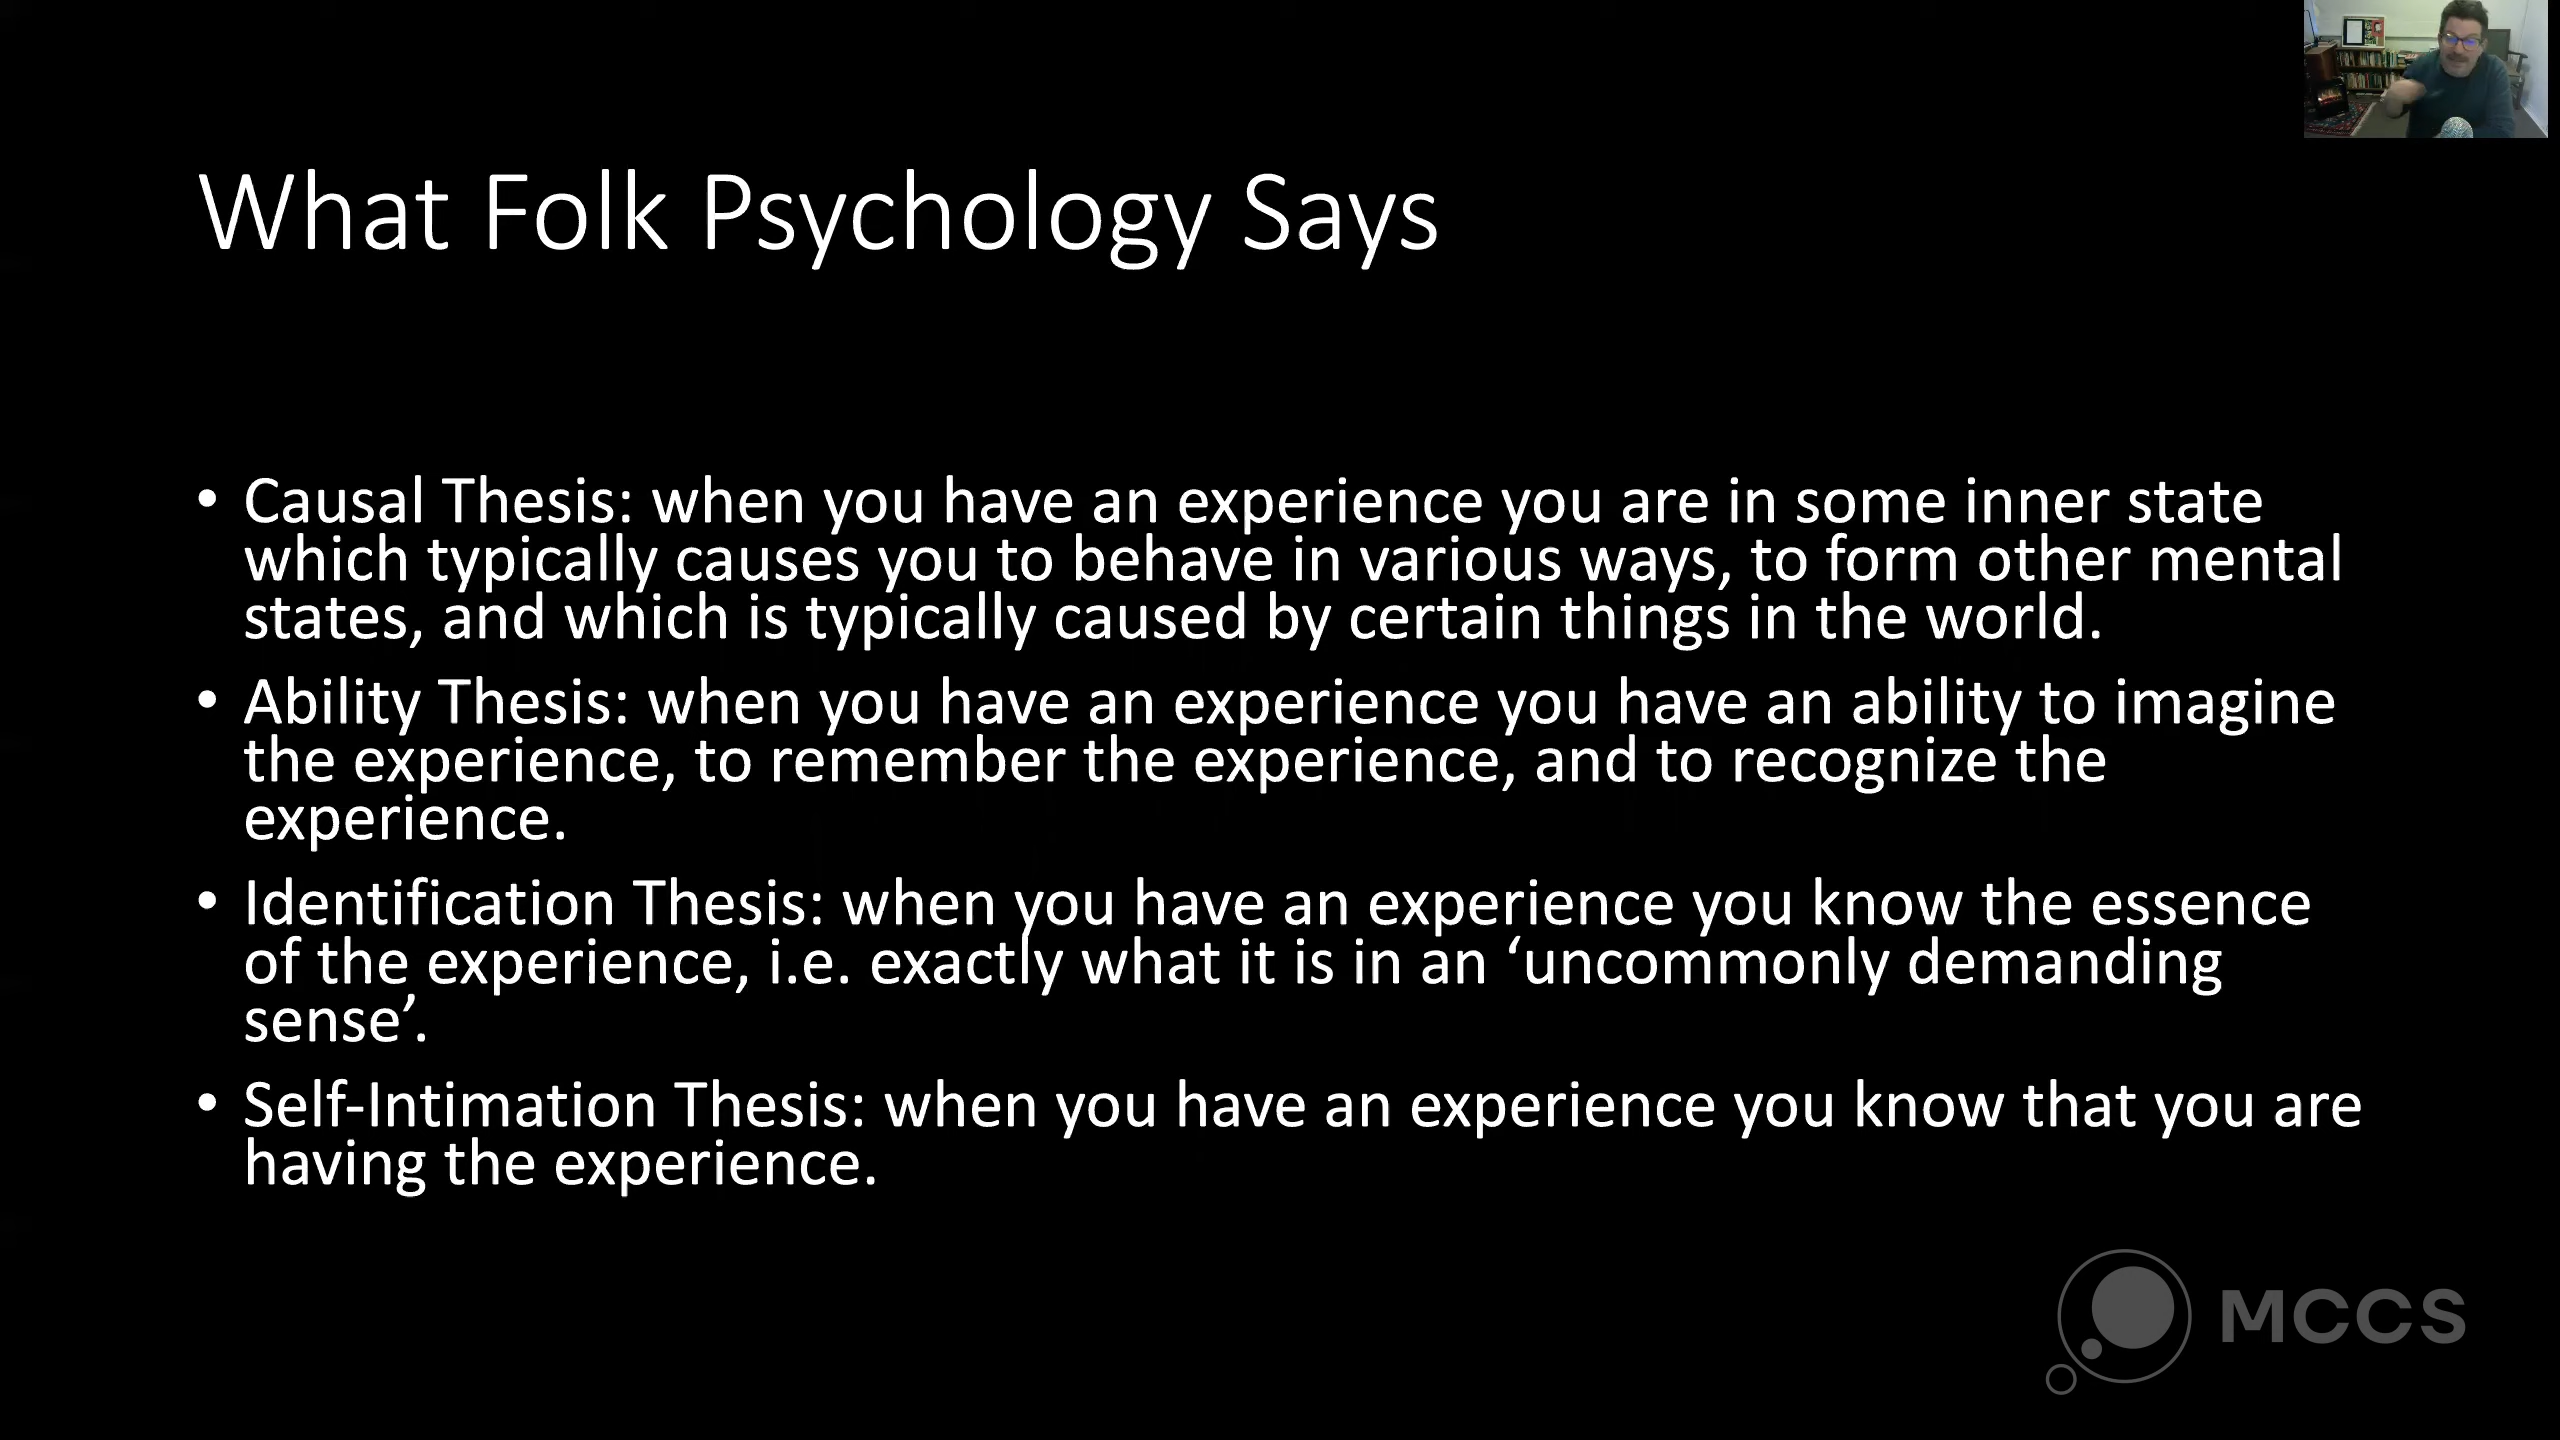 What Folk Psychology Says
• Causal Thesis: when you have an experience you are in some inner state
which typically causes you to behave in various ways, to form other mental
states, and which is typically caused by certain things in the world.
• Ability Thesis: when you have an experience you have an ability to imagine
the experience, to remember the experience, and to recognize the
experience.
• Identification Thesis: when you have an experience you know the essence
of the experience, i.e. exactly what it is in an ‘uncommonly demanding
sense’.
• Self-Intimation Thesis: when you have an experience you know that you are
having the experience.
MCCS